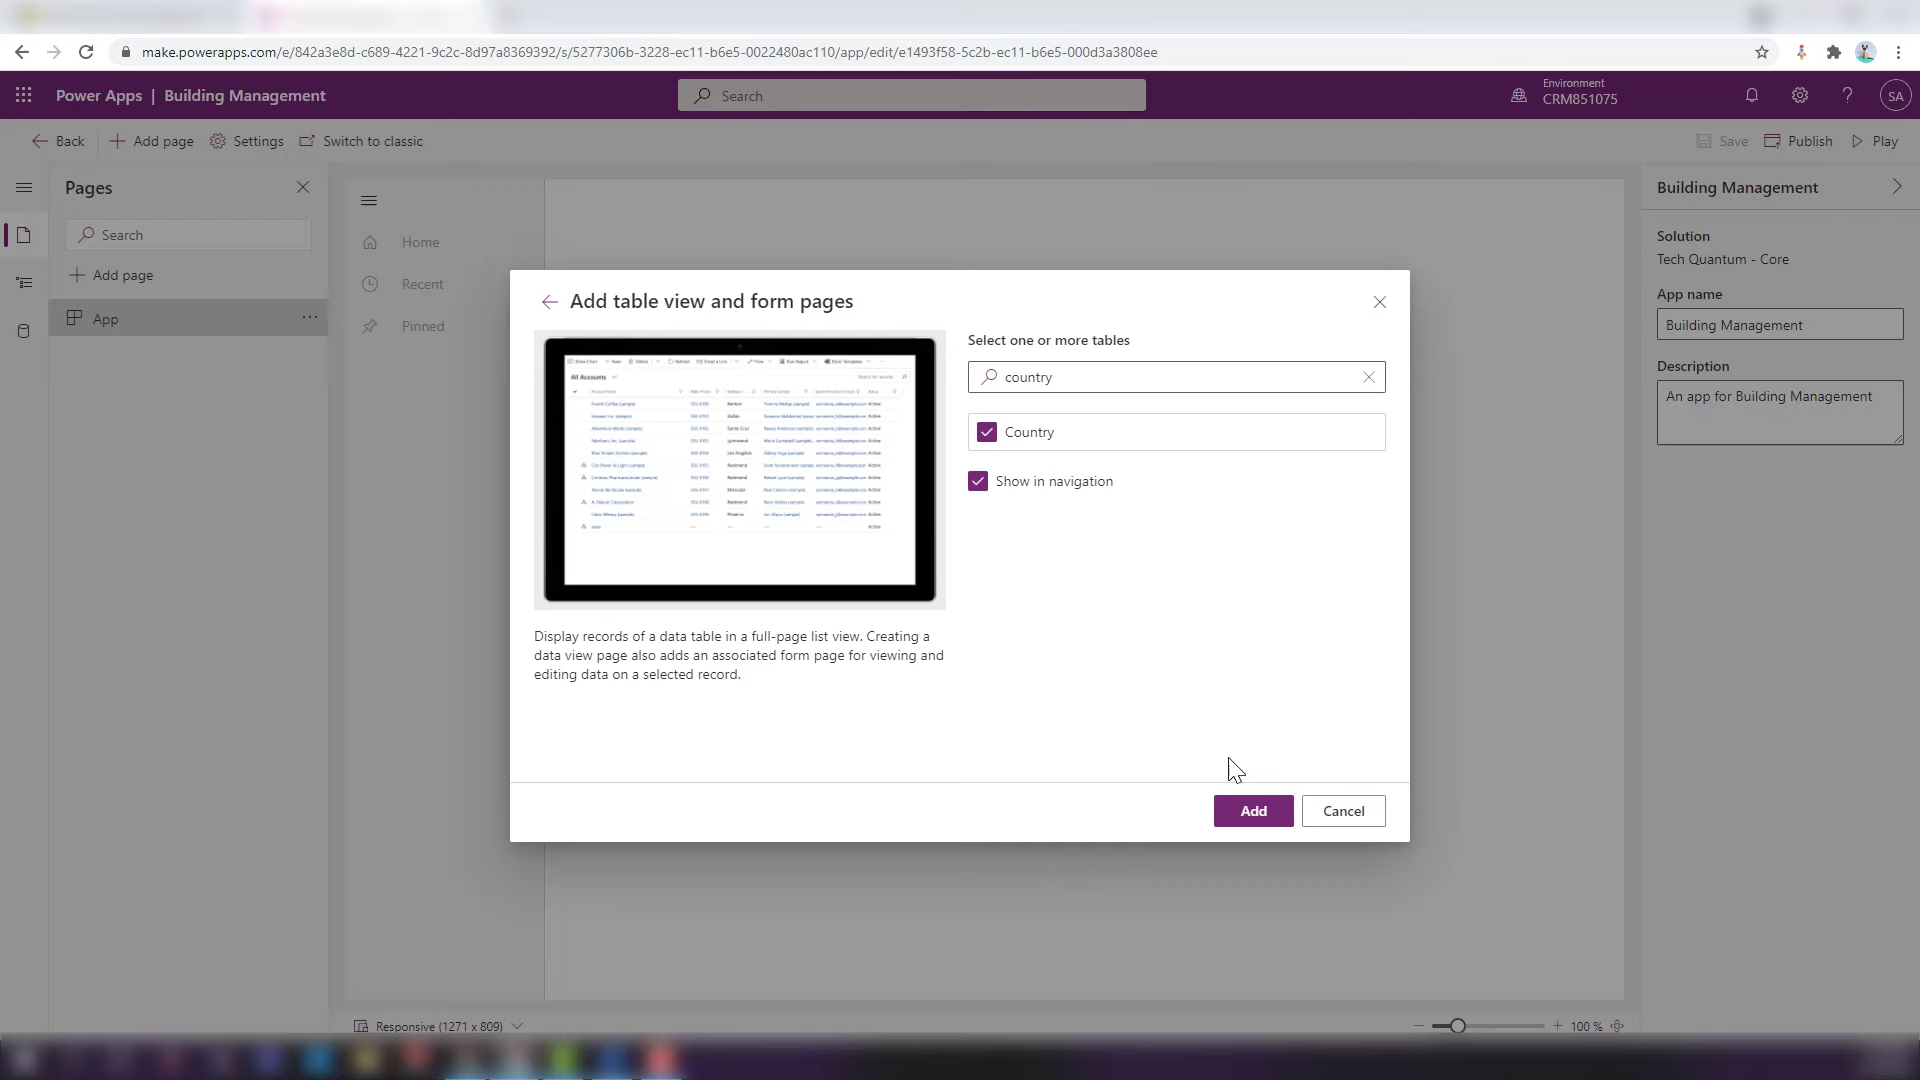 make.powerapps.com/e/842a3e8d-c689-4221-9c2c-8d97a8369392/s/5277306b-3228-ec11-b6e5-0022480ac110/app/edit/e1493f58-5c2b-ec11-b6e5-000d3a3808ee
Power Apps | Building Management
Search
Environment
CRM851075
?
SA
Back
Add page
Settings
Switch to classic
Save
Publish
Play
Pages
Search
Add page
App
Home
Recent
Pinned
Add table view and form pages
All Accounts
Display records of a data table in a full-page list view. Creating a
data view page also adds an associated form page for viewing and
editing data on a selected record.
Select one or more tables
country
Country
Show in navigation
Add
Cancel
Building Management
Solution
Tech Quantum - Core
App name
Building Management
Description
An app for Building Management
Responsive (1271 x 809)
100 %